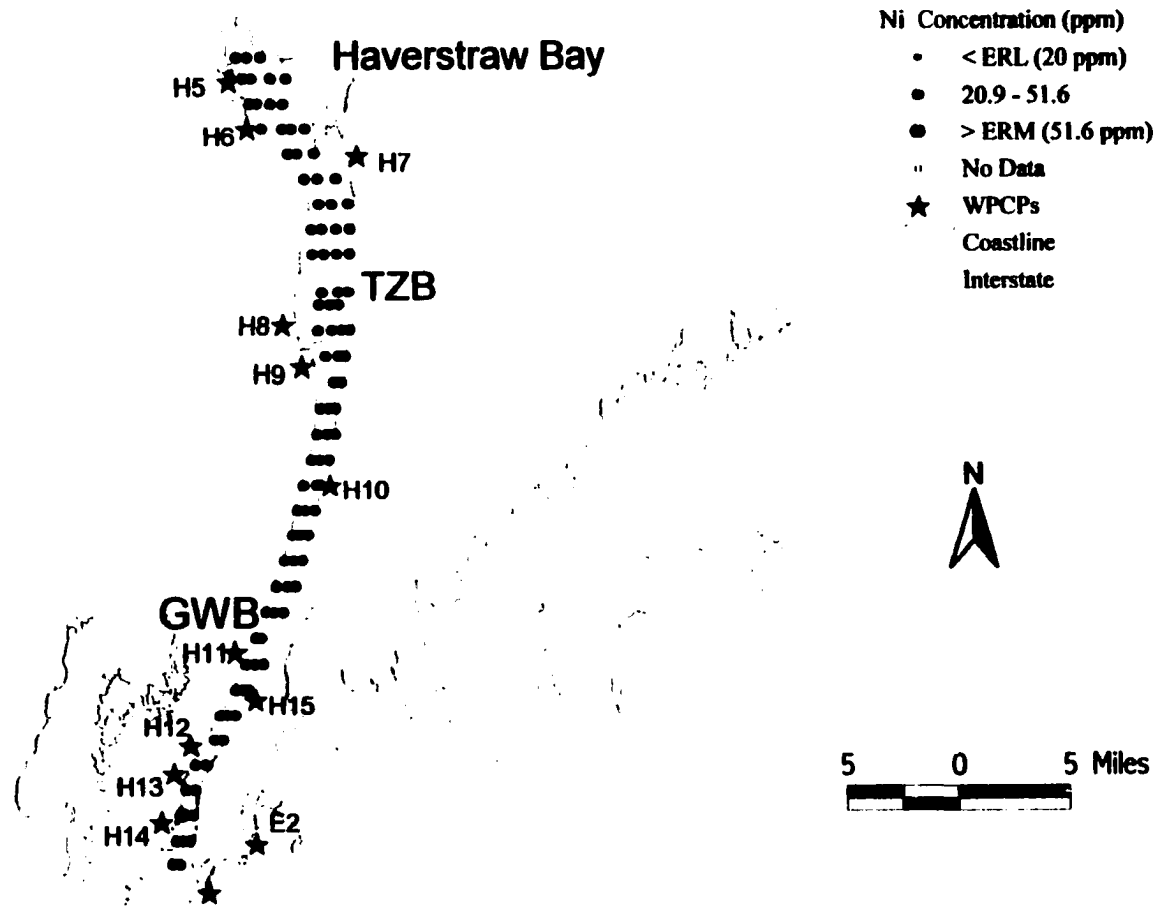 Ni Concentration (ppm)
< ERL (20 ppm)
20.9 - 51.6
> ERM (51.6 ppm)
No Data
WPCPs
Coastline
Interstate
Haverstraw Bay
H5
H6
H7
TZB
H8
H9
N
H10
GWB
H11
H15
H12
H13
H14
E2
5 0 5 Miles